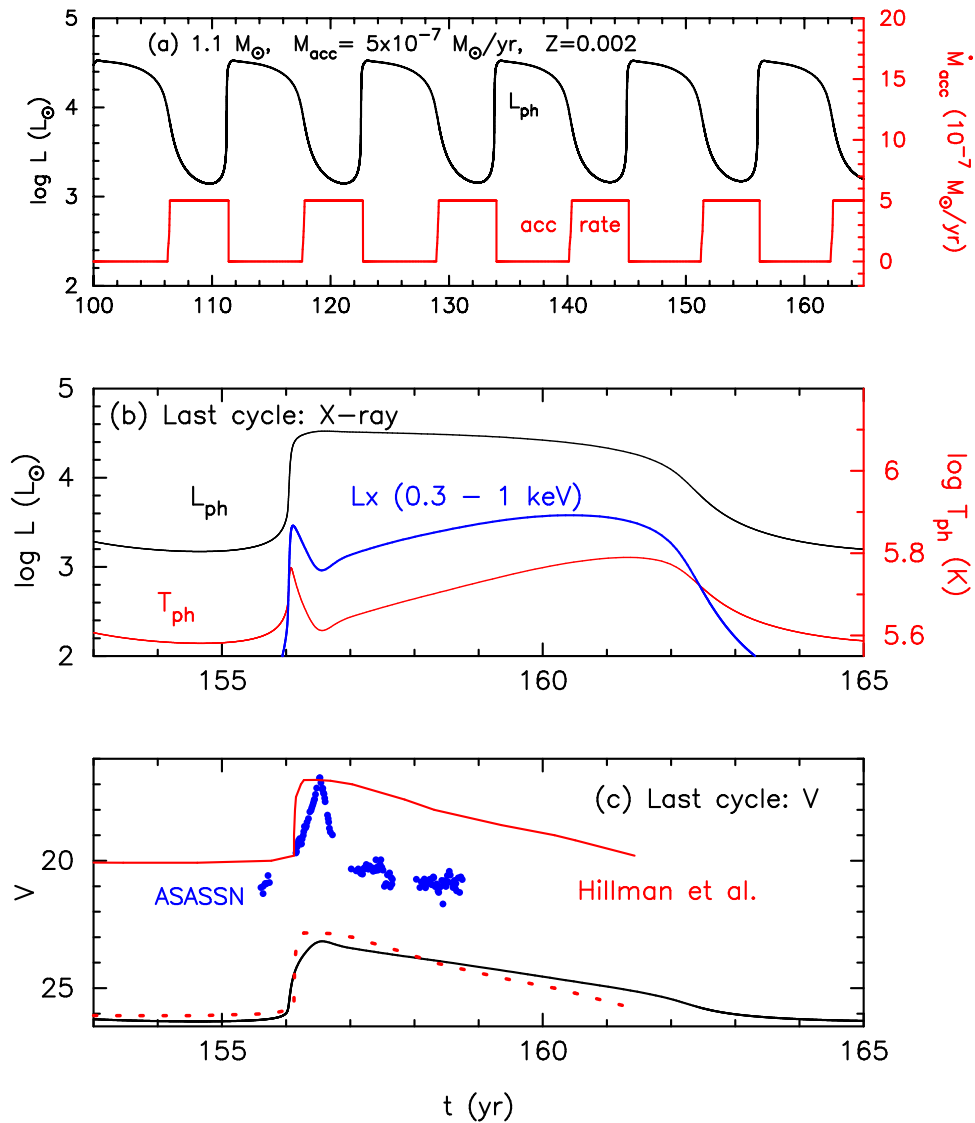 (a) 1.1 M⊙, Macc= 5x10−7 M⊙/yr, Z=0.002
log L (L⊙)
5
4
3
2
Lph
acc rate
20
15
10
5
0
Ṁacc (10−7 M⊙/yr)
100 110 120 130 140 150 160
(b) Last cycle: X−ray
log L (L⊙)
5
4
3
2
Lph
Lx (0.3 − 1 keV)
Tph
6
5.8
5.6
log Tph (K)
155 160 165
(c) Last cycle: V
V
20
25
ASASSN
Hillman et al.
155 160 165
t (yr)